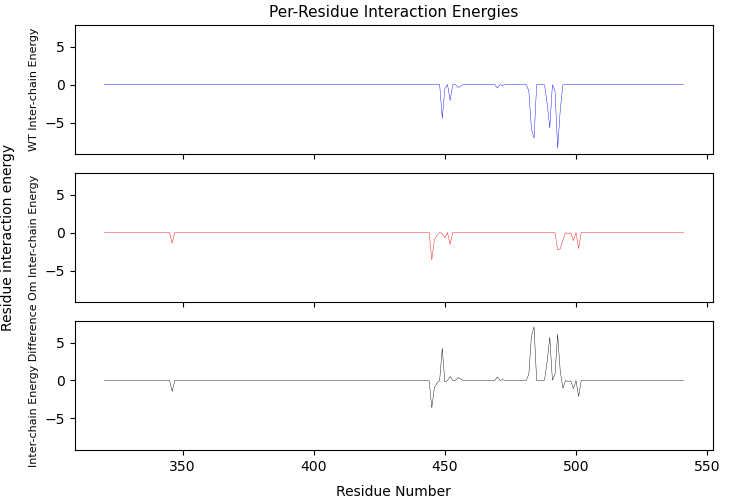 Per-Residue Interaction Energies
WT Inter-chain Energy
5
0
−5
Residue interaction energy
Om Inter-chain Energy
5
0
−5
Inter-chain Energy Difference
5
0
−5
350
400
450
500
550
Residue Number